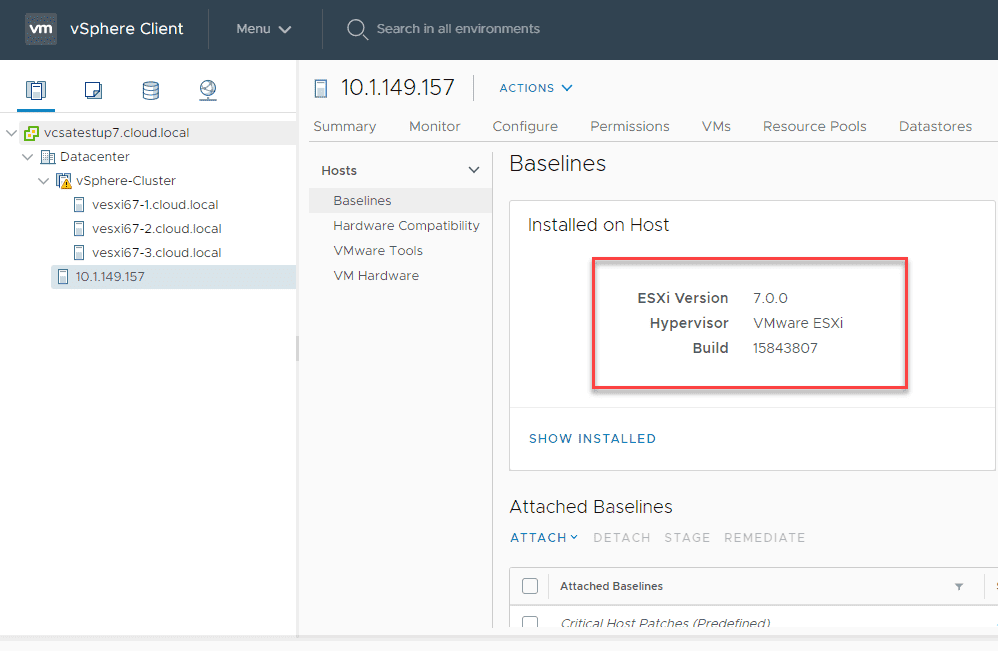 vm vSphere Client Menu Search in all environments
vcsatestup7.cloud.local
Datacenter
vSphere-Cluster
vesxi67-1.cloud.local
vesxi67-2.cloud.local
vesxi67-3.cloud.local
10.1.149.157
10.1.149.157 ACTIONS
Summary Monitor Configure Permissions VMs Resource Pools Datastores
Hosts
Baselines
Hardware Compatibility
VMware Tools
VM Hardware
Baselines
Installed on Host
ESXi Version 7.0.0
Hypervisor VMware ESXi
Build 15843807
SHOW INSTALLED
Attached Baselines
ATTACH DETACH STAGE REMEDIATE
Attached Baselines
Critical Host Patches (Predefined)